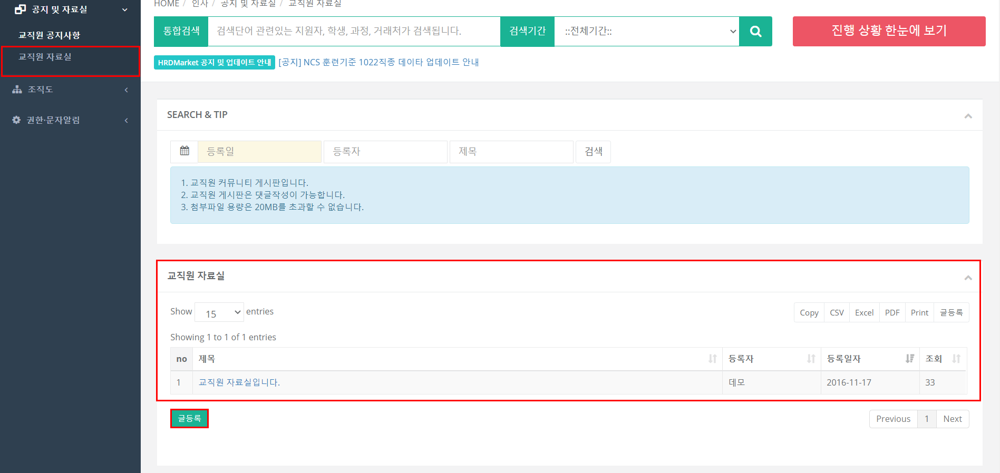 공지 및 자료실
교직원 공지사항
교직원 자료실
조직도
권한·문자알림
HOME / 인사 / 공지 및 자료실 / 교직원 자료실
통합검색 검색단어 관련있는 지원자, 학생, 과정, 거래처가 검색됩니다. 검색기간 ::전체기간::
진행 상황 한눈에 보기
HRDMarket 공지 및 업데이트 안내 [공지] NCS 훈련기준 1022직종 데이타 업데이트 안내
SEARCH & TIP
등록일 등록자 제목 검색
1. 교직원 커뮤니티 게시판입니다.
2. 교직원 게시판은 댓글작성이 가능합니다.
3. 첨부파일 용량은 20MB를 초과할 수 없습니다.
교직원 자료실
Show 15 entries
Copy CSV Excel PDF Print 글등록
Showing 1 to 1 of 1 entries
no 제목 등록자 등록일자 조회
1 교직원 자료실입니다. 데모 2016-11-17 33
글등록
Previous 1 Next